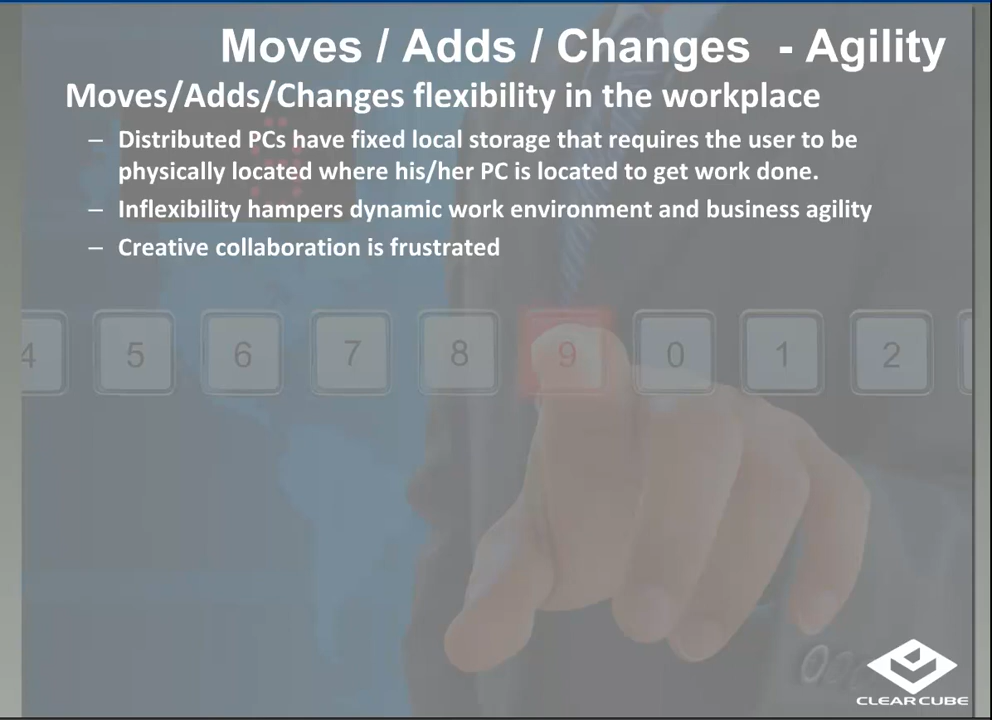 Moves / Adds / Changes - Agility
Moves/Adds/Changes flexibility in the workplace
– Distributed PCs have fixed local storage that requires the user to be
physically located where his/her PC is located to get work done.
– Inflexibility hampers dynamic work environment and business agility
– Creative collaboration is frustrated
4 5 6 7 8 9 0 1 2
CLEARCUBE